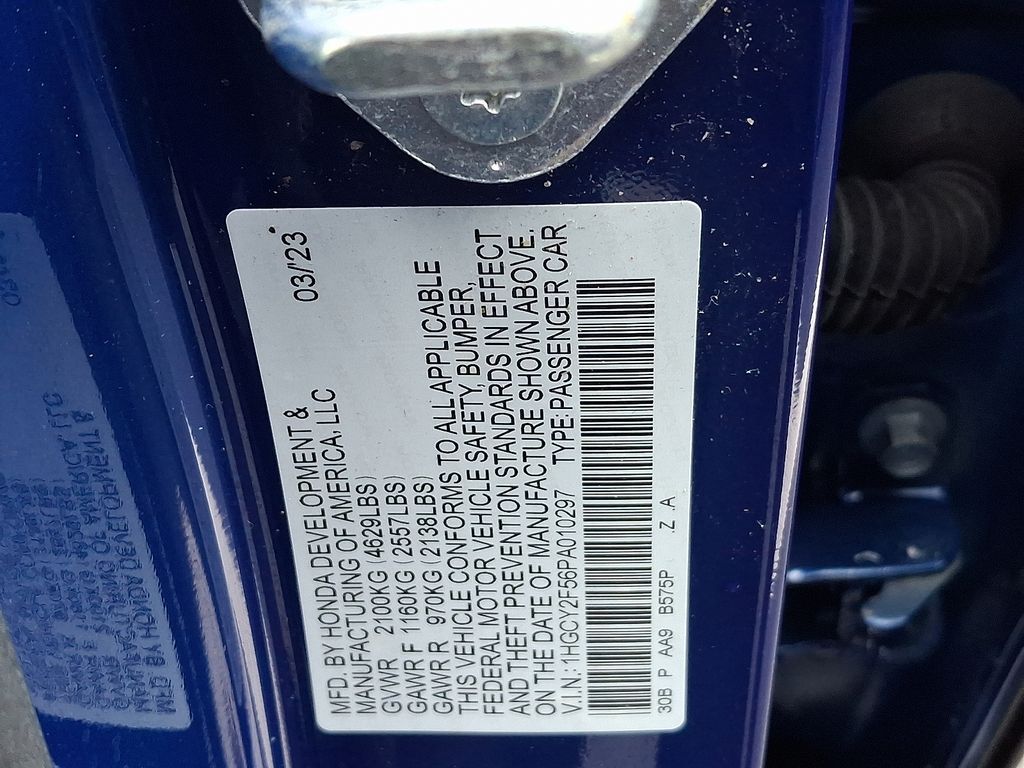 MFD. BY HONDA DEVELOPMENT & 03/'23
MANUFACTURING OF AMERICA, LLC
GVWR 2100KG (4629LBS)
GAWR F 1160KG (2557LBS)
GAWR R 970KG (2138LBS)
THIS VEHICLE CONFORMS TO ALL APPLICABLE
FEDERAL MOTOR VEHICLE SAFETY, BUMPER,
AND THEFT PREVENTION STANDARDS IN EFFECT
ON THE DATE OF MANUFACTURE SHOWN ABOVE.
V.I.N.: 1HGCY2F56PA010297 TYPE: PASSENGER CAR
30B P AA9 B575P Z A